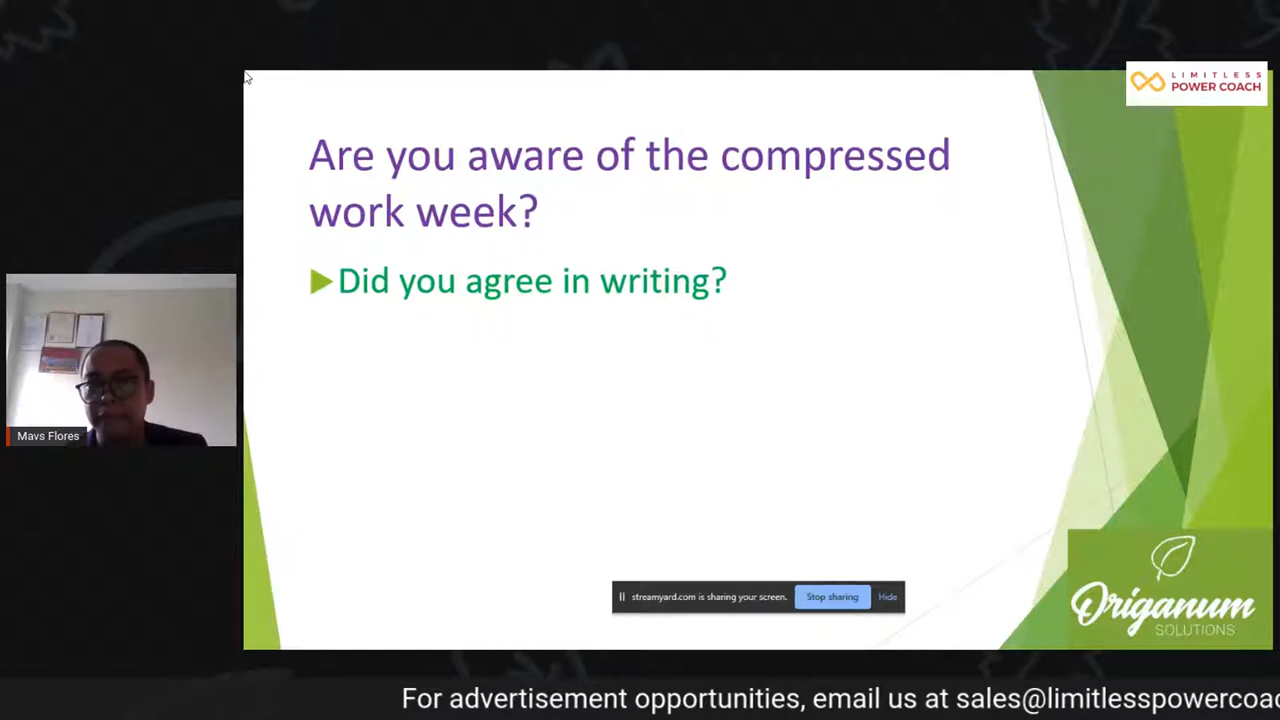 LIMITLESS
POWER COACH
Are you aware of the compressed
work week?
Did you agree in writing?
Mavs Flores
streamyard.com is sharing your screen.
Stop sharing
Hide
Origanum
SOLUTIONS
For advertisement opportunities, email us at sales@limitlesspowercoac